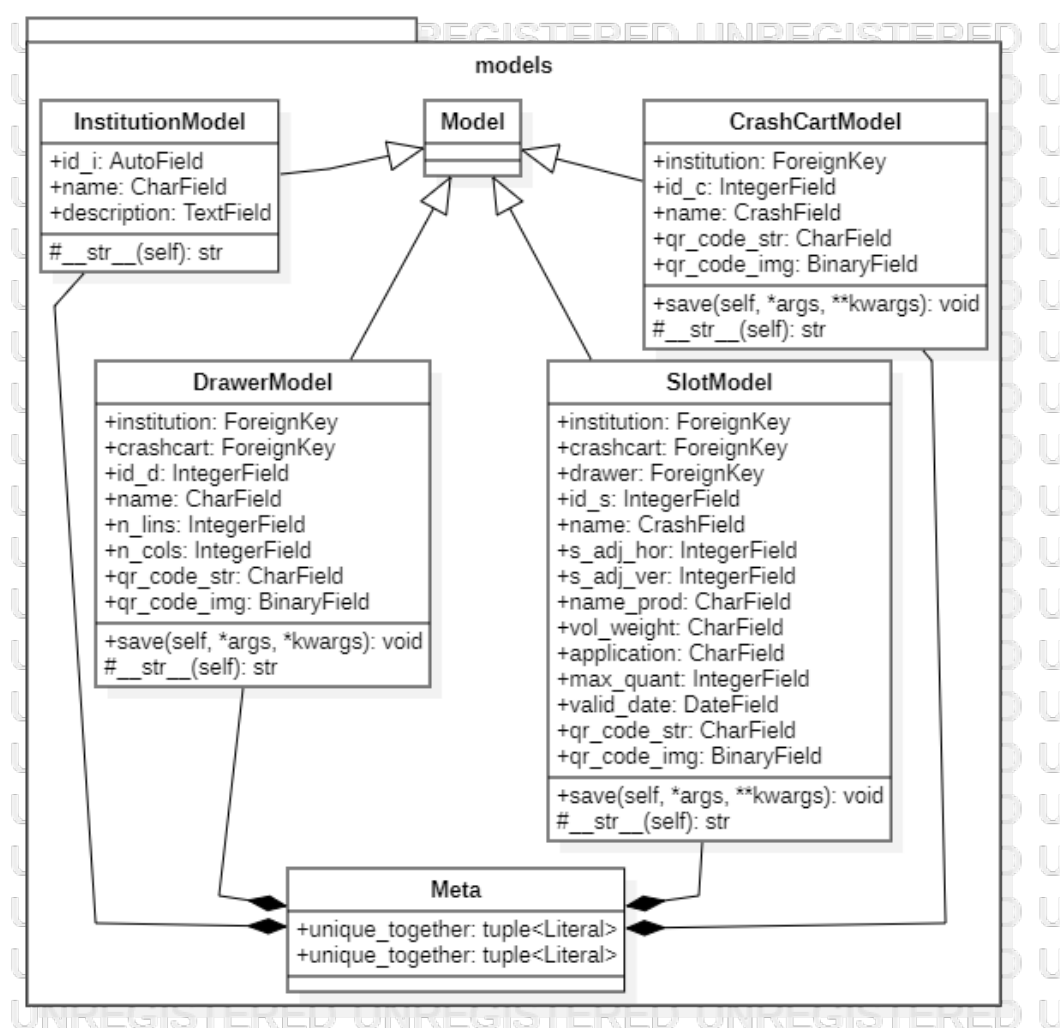 UNREGISTERED UNREGISTERED U
models
InstitutionModel
+id_i: AutoField
+name: CharField
+description: TextField
#__str__(self): str
Model
CrashCartModel
+institution: ForeignKey
+id_c: IntegerField
+name: CrashField
+qr_code_str: CharField
+qr_code_img: BinaryField
+save(self, *args, **kwargs): void
#__str__(self): str
DrawerModel
+institution: ForeignKey
+crashcart: ForeignKey
+id_d: IntegerField
+name: CharField
+n_lins: IntegerField
+n_cols: IntegerField
+qr_code_str: CharField
+qr_code_img: BinaryField
+save(self, *args, *kwargs): void
#__str__(self): str
SlotModel
+institution: ForeignKey
+crashcart: ForeignKey
+drawer: ForeignKey
+id_s: IntegerField
+name: CrashField
+s_adj_hor: IntegerField
+s_adj_ver: IntegerField
+name_prod: CharField
+vol_weight: CharField
+application: CharField
+max_quant: IntegerField
+valid_date: DateField
+qr_code_str: CharField
+qr_code_img: BinaryField
+save(self, *args, **kwargs): void
#__str__(self): str
Meta
+unique_together: tuple<Literal>
+unique_together: tuple<Literal>
UNREGISTERED UNREGISTERED U